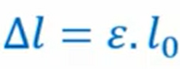 Δl = ε.l₀